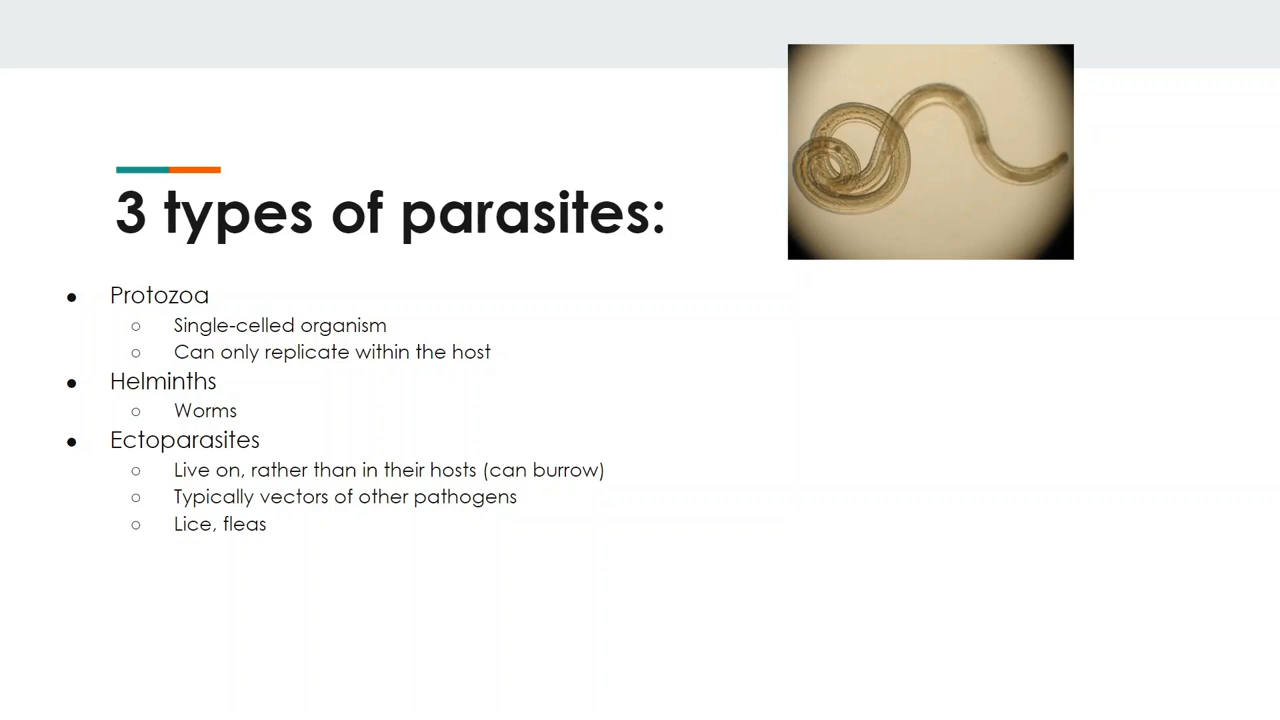 3 types of parasites:
● Protozoa
○ Single-celled organism
○ Can only replicate within the host
● Helminths
○ Worms
● Ectoparasites
○ Live on, rather than in their hosts (can burrow)
○ Typically vectors of other pathogens
○ Lice, fleas